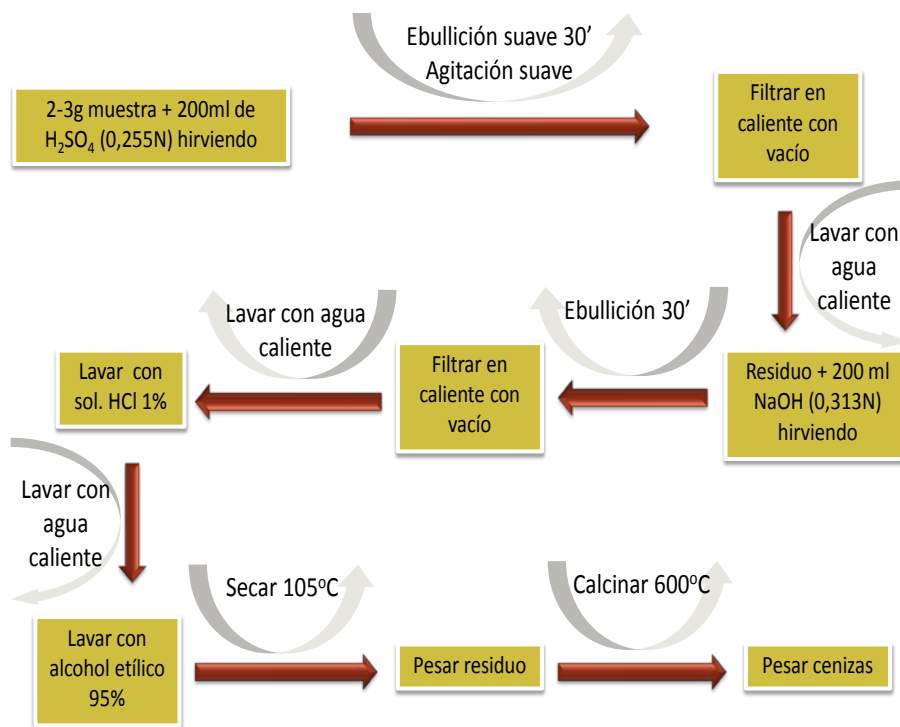 Ebullición suave 30’
Agitación suave
2-3g muestra + 200ml de
H₂SO₄ (0,255N) hirviendo
Filtrar en
caliente con
vacío
Lavar con
agua
caliente
Residuo + 200 ml
NaOH (0,313N)
hirviendo
Ebullición 30’
Filtrar en
caliente con
vacío
Lavar con agua
caliente
Lavar con
sol. HCl 1%
Lavar con
agua
caliente
Lavar con
alcohol etílico
95%
Secar 105ºC
Pesar residuo
Calcinar 600ºC
Pesar cenizas